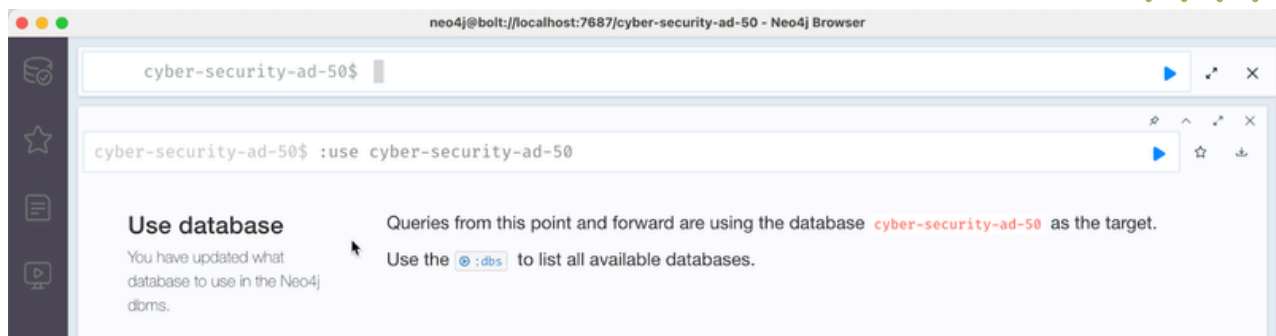 neo4j@bolt://localhost:7687/cyber-security-ad-50 - Neo4j Browser
cyber-security-ad-50$
cyber-security-ad-50$ :use cyber-security-ad-50
Use database
You have updated what
database to use in the Neo4j
dbms.
Queries from this point and forward are using the database cyber-security-ad-50 as the target.
Use the :dbs to list all available databases.